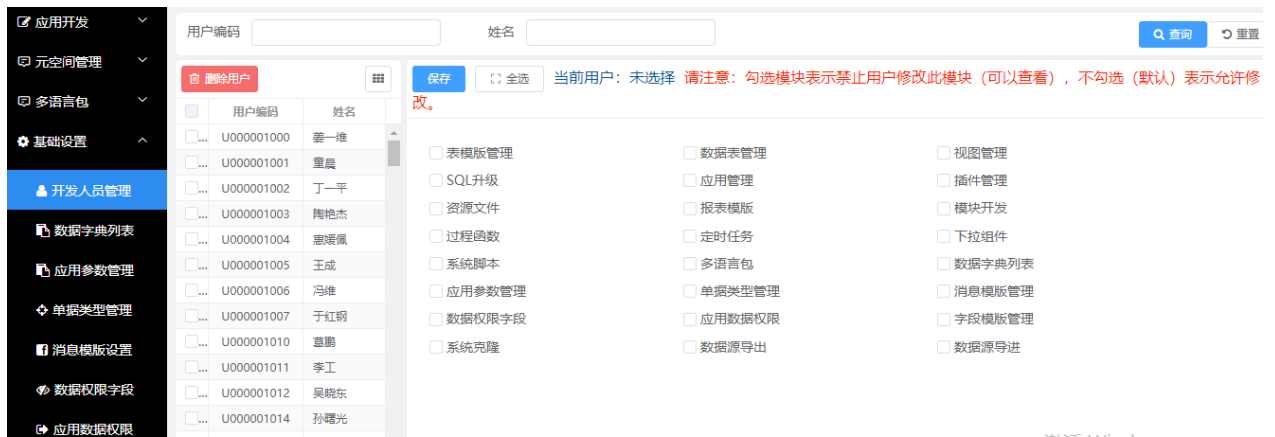 应用开发
元空间管理
多语言包
基础设置
开发人员管理
数据字典列表
应用参数管理
单据类型管理
消息模版设置
数据权限字段
应用数据权限
用户编码 姓名 查询 重置
删除用户
用户编码 姓名
... U000001000 姜一维
... U000001001 童晨
... U000001002 丁一平
... U000001003 陶艳杰
... U000001004 惠媛佩
... U000001005 王成
... U000001006 冯维
... U000001007 于红钢
... U000001010 葛鹏
... U000001011 李工
... U000001012 吴晓东
... U000001014 孙曙光
保存 全选 当前用户：未选择 请注意：勾选模块表示禁止用户修改此模块（可以查看），不勾选（默认）表示允许修
改。
表模版管理 数据表管理 视图管理
SQL升级 应用管理 插件管理
资源文件 报表模版 模块开发
过程函数 定时任务 下拉组件
系统脚本 多语言包 数据字典列表
应用参数管理 单据类型管理 消息模版管理
数据权限字段 应用数据权限 字段模版管理
系统克隆 数据源导出 数据源导进